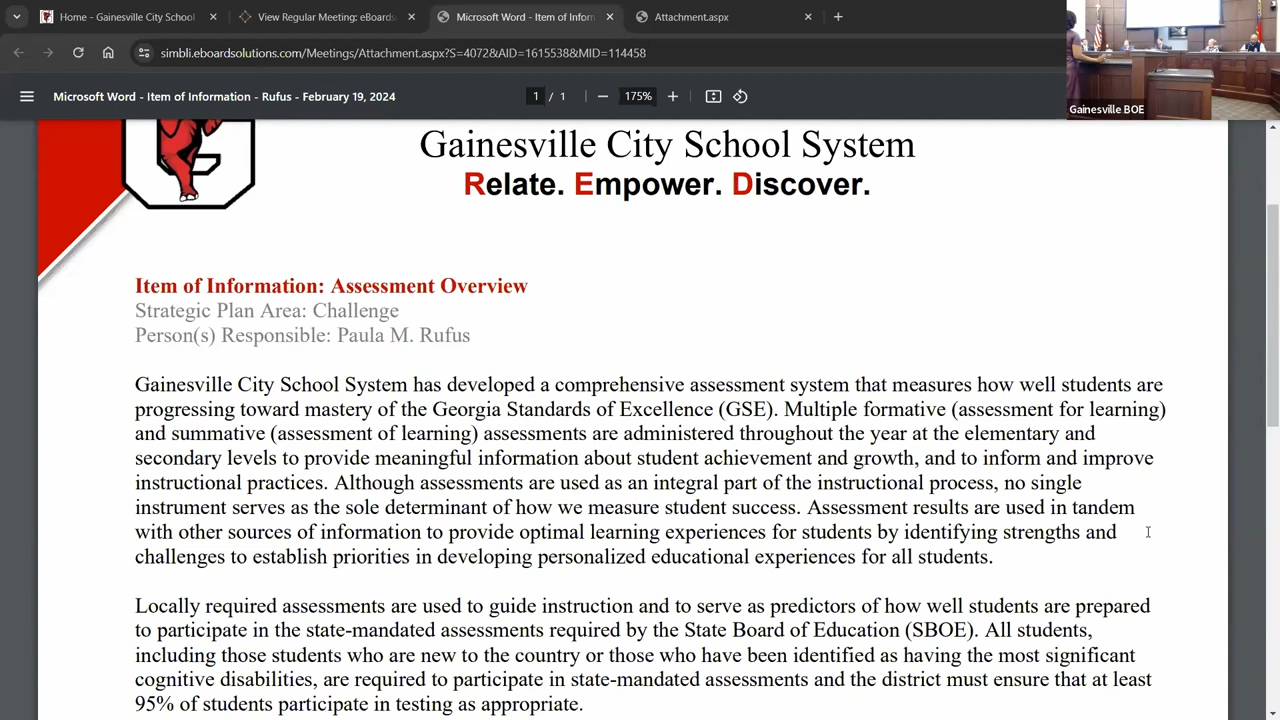 Home - Gainesville City School
View Regular Meeting: eBoards
Microsoft Word - Item of Inform
Attachment.aspx
simbli.eboardsolutions.com/Meetings/Attachment.aspx?S=4072&AID=1615538&MID=114458
Microsoft Word - Item of Information - Rufus - February 19, 2024
1 / 1
175%
Gainesville BOE
Gainesville City School System
Relate. Empower. Discover.
Item of Information: Assessment Overview
Strategic Plan Area: Challenge
Person(s) Responsible: Paula M. Rufus
Gainesville City School System has developed a comprehensive assessment system that measures how well students are
progressing toward mastery of the Georgia Standards of Excellence (GSE). Multiple formative (assessment for learning)
and summative (assessment of learning) assessments are administered throughout the year at the elementary and
secondary levels to provide meaningful information about student achievement and growth, and to inform and improve
instructional practices. Although assessments are used as an integral part of the instructional process, no single
instrument serves as the sole determinant of how we measure student success. Assessment results are used in tandem
with other sources of information to provide optimal learning experiences for students by identifying strengths and
challenges to establish priorities in developing personalized educational experiences for all students.
Locally required assessments are used to guide instruction and to serve as predictors of how well students are prepared
to participate in the state-mandated assessments required by the State Board of Education (SBOE). All students,
including those students who are new to the country or those who have been identified as having the most significant
cognitive disabilities, are required to participate in state-mandated assessments and the district must ensure that at least
95% of students participate in testing as appropriate.